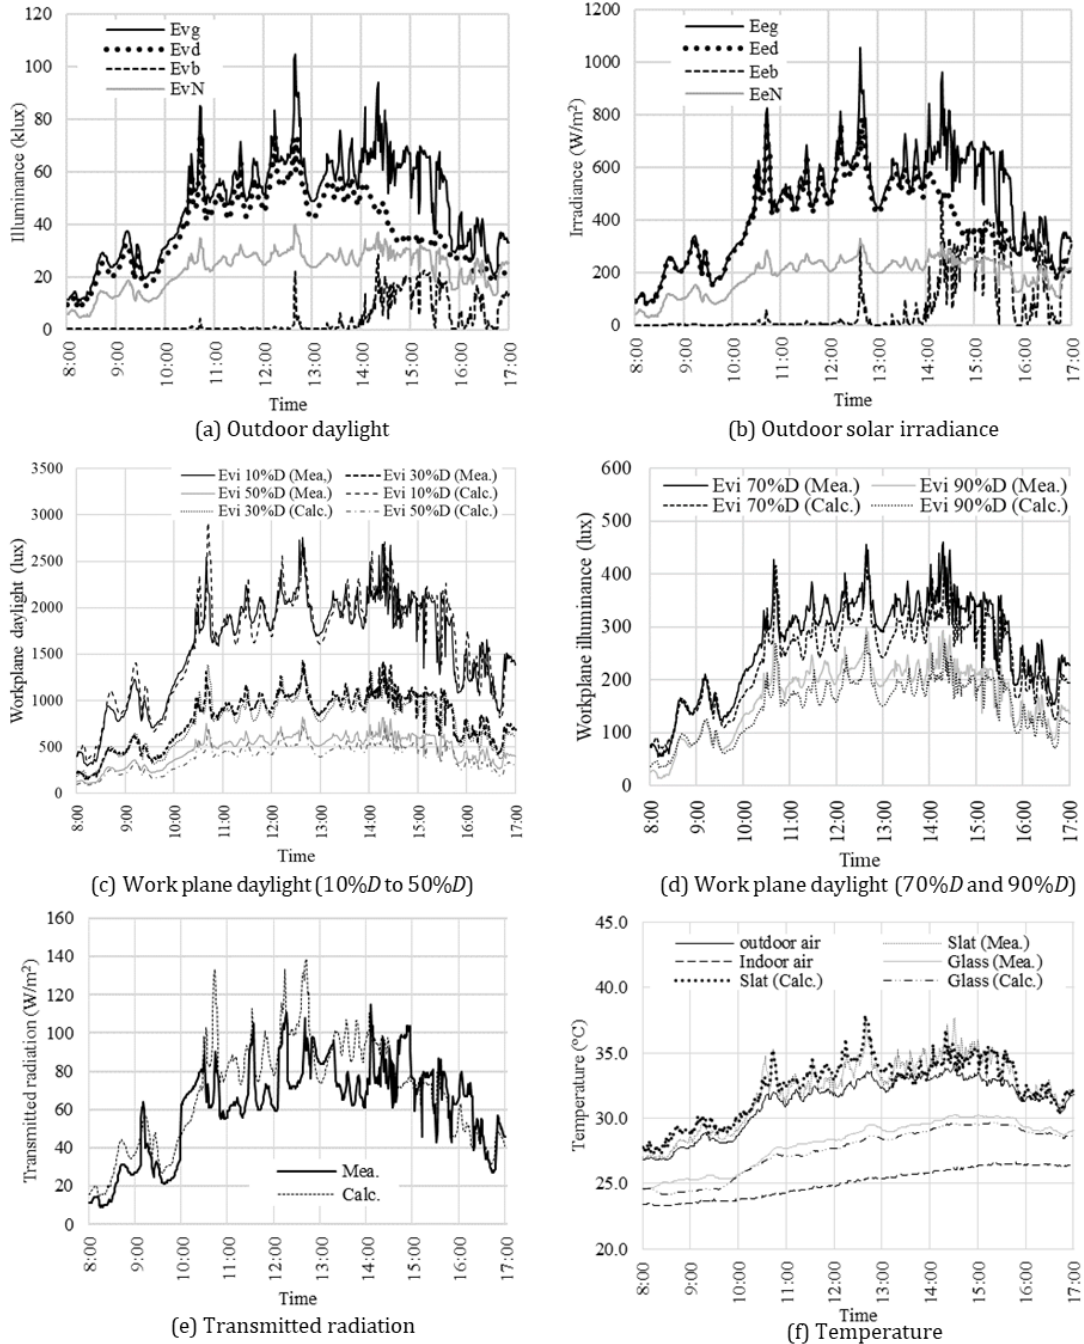 120
100
80
60
40
20
0
Illuminance (klux)
Evg
Evd
Evb
EvN
8:00
9:00
10:00
11:00
12:00
13:00
14:00
15:00
16:00
17:00
Time
(a) Outdoor daylight
1200
1000
800
600
400
200
0
Irradiance (W/m²)
Eeg
Eed
Eeb
EeN
8:00
9:00
10:00
11:00
12:00
13:00
14:00
15:00
16:00
17:00
Time
(b) Outdoor solar irradiance
3500
3000
2500
2000
1500
1000
500
0
Workplane daylight (lux)
Evi 10%D (Mea.) Evi 30%D (Mea.)
Evi 50%D (Mea.) Evi 10%D (Calc.)
Evi 30%D (Calc.) Evi 50%D (Calc.)
8:00
9:00
10:00
11:00
12:00
13:00
14:00
15:00
16:00
17:00
Time
(c) Work plane daylight (10%D to 50%D)
600
500
400
300
200
100
0
Workplane illuminance (lux)
Evi 70%D (Mea.) Evi 90%D (Mea.)
Evi 70%D (Calc.) Evi 90%D (Calc.)
8:00
9:00
10:00
11:00
12:00
13:00
14:00
15:00
16:00
17:00
Time
(d) Work plane daylight (70%D and 90%D)
160
140
120
100
80
60
40
20
0
Transmitted radiation (W/m²)
Mea.
Calc.
8:00
9:00
10:00
11:00
12:00
13:00
14:00
15:00
16:00
17:00
Time
(e) Transmitted radiation
45.0
40.0
35.0
30.0
25.0
20.0
Temperature (°C)
outdoor air Slat (Mea.)
Indoor air Glass (Mea.)
Slat (Calc.) Glass (Calc.)
8:00
9:00
10:00
11:00
12:00
13:00
14:00
15:00
16:00
17:00
Time
(f) Temperature